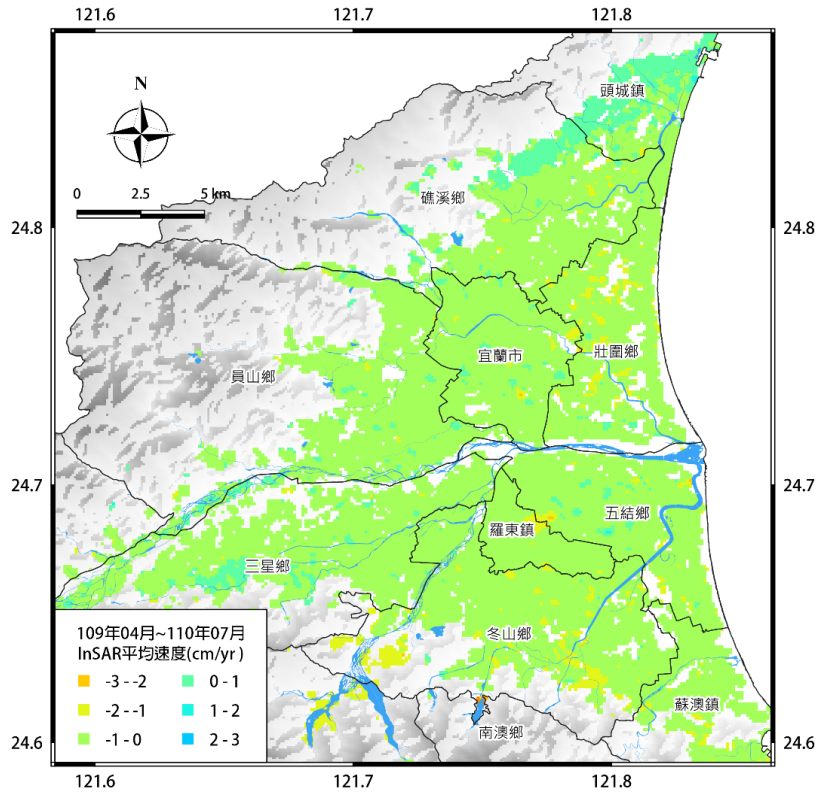 121.6 121.7 121.8
N
0 2.5 5 km
頭城鎮
礁溪鄉
24.8 24.8
宜蘭市
壯圍鄉
員山鄉
24.7 24.7
五結鄉
羅東鎮
三星鄉
冬山鄉
蘇澳鎮
南澳鄉
109年04月~110年07月
InSAR平均速度(cm/yr )
-3 - -2 0 - 1
-2 - -1 1 - 2
-1 - 0 2 - 3
24.6 24.6
121.6 121.7 121.8